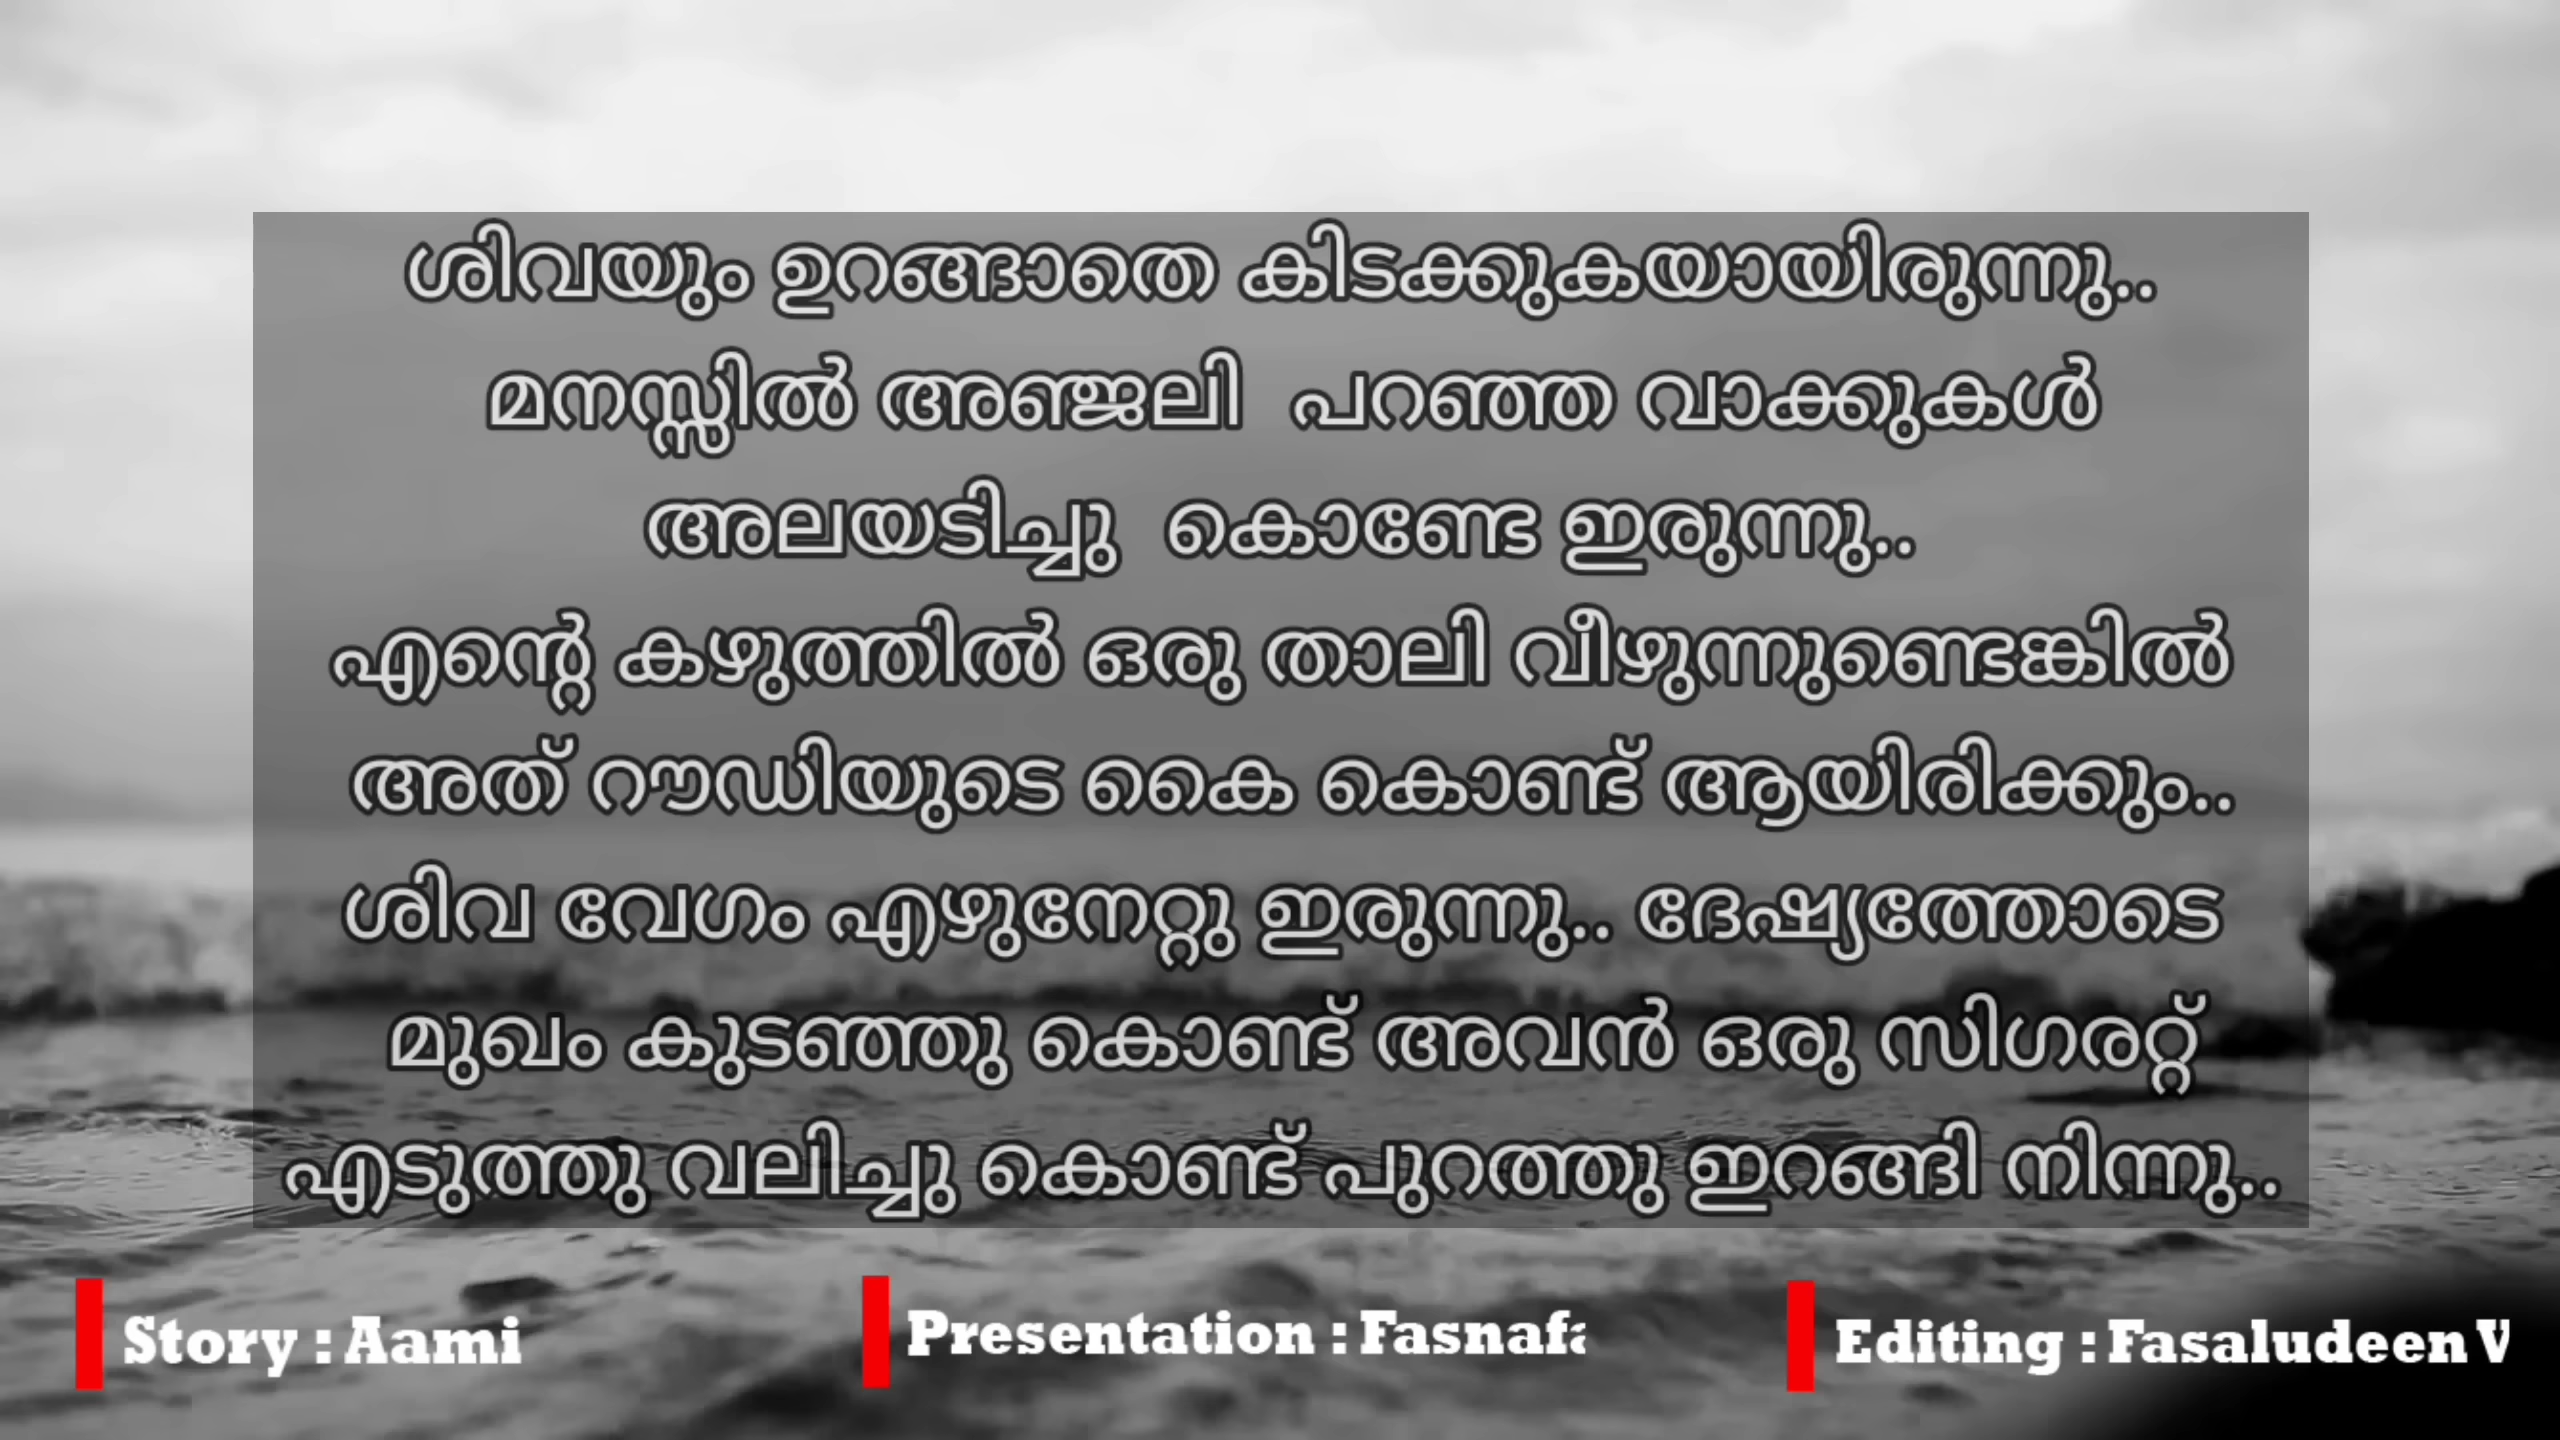 ശിവയും ഉറങ്ങാതെ കിടക്കുകയായിരുന്നു..
മനസ്സിൽ അഞ്ജലി പറഞ്ഞ വാക്കുകൾ
അലയടിച്ചു കൊണ്ടേ ഇരുന്നു..
എന്റെ കഴുത്തിൽ ഒരു താലി വീഴുന്നുണ്ടെങ്കിൽ
അത് റൗഡിയുടെ കൈ കൊണ്ട് ആയിരിക്കും..
ശിവ വേഗം എഴുനേറ്റു ഇരുന്നു.. ദേഷ്യത്തോടെ
മുഖം കുടഞ്ഞു കൊണ്ട് അവൻ ഒരു സിഗരറ്റ്
എടുത്തു വലിച്ചു കൊണ്ട് പുറത്തു ഇറങ്ങി നിന്നു..
Story : Aami
Presentation : Fasnafa
Editing : Fasaludeen V